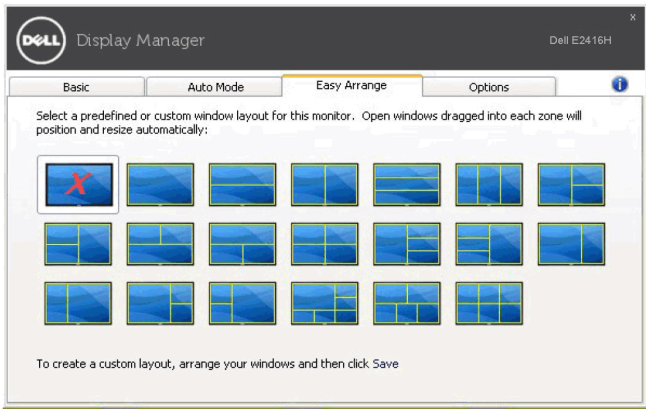 x
DELL
Display Manager
Dell E2416H
Basic
Auto Mode
Easy Arrange
Options
i
Select a predefined or custom window layout for this monitor. Open windows dragged into each zone will
position and resize automatically:
X
To create a custom layout, arrange your windows and then click Save